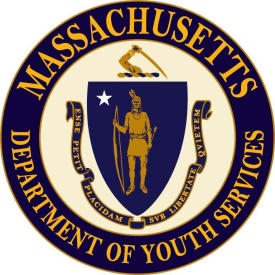 MASSACHUSETTS
ENSE PETIT PLACIDAM SVB LIBERTATE QVIETEM
DEPARTMENT OF YOUTH SERVICES